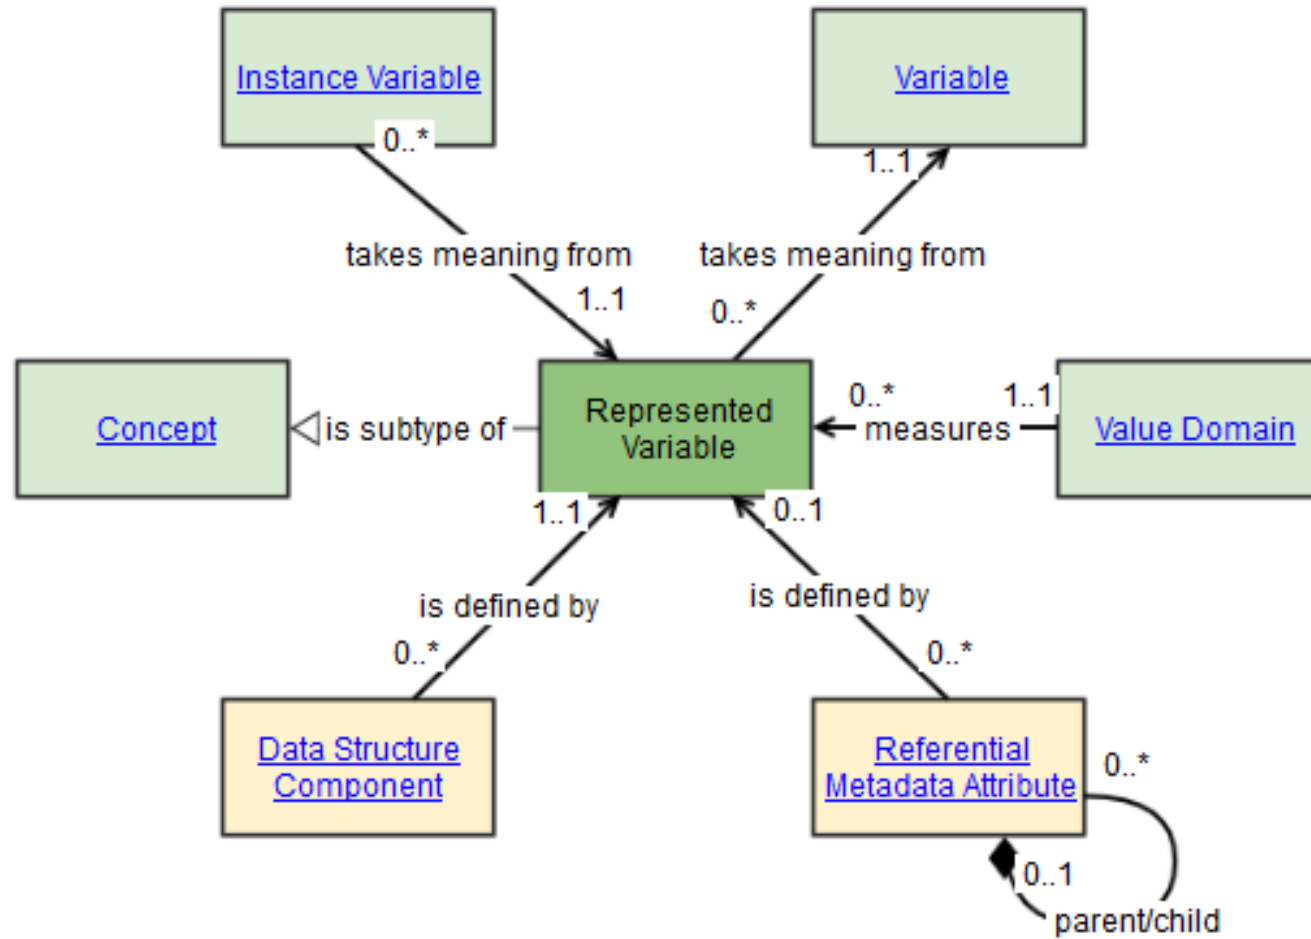 Instance Variable
Variable
0..*
1..1
takes meaning from
takes meaning from
1..1
0..*
Concept
is subtype of
Represented
Variable
0..*
1..1
measures
Value Domain
1..1
0..1
is defined by
is defined by
0..*
0..*
Data Structure
Component
Referential
Metadada Attribute
0..*
0..1
parent/child